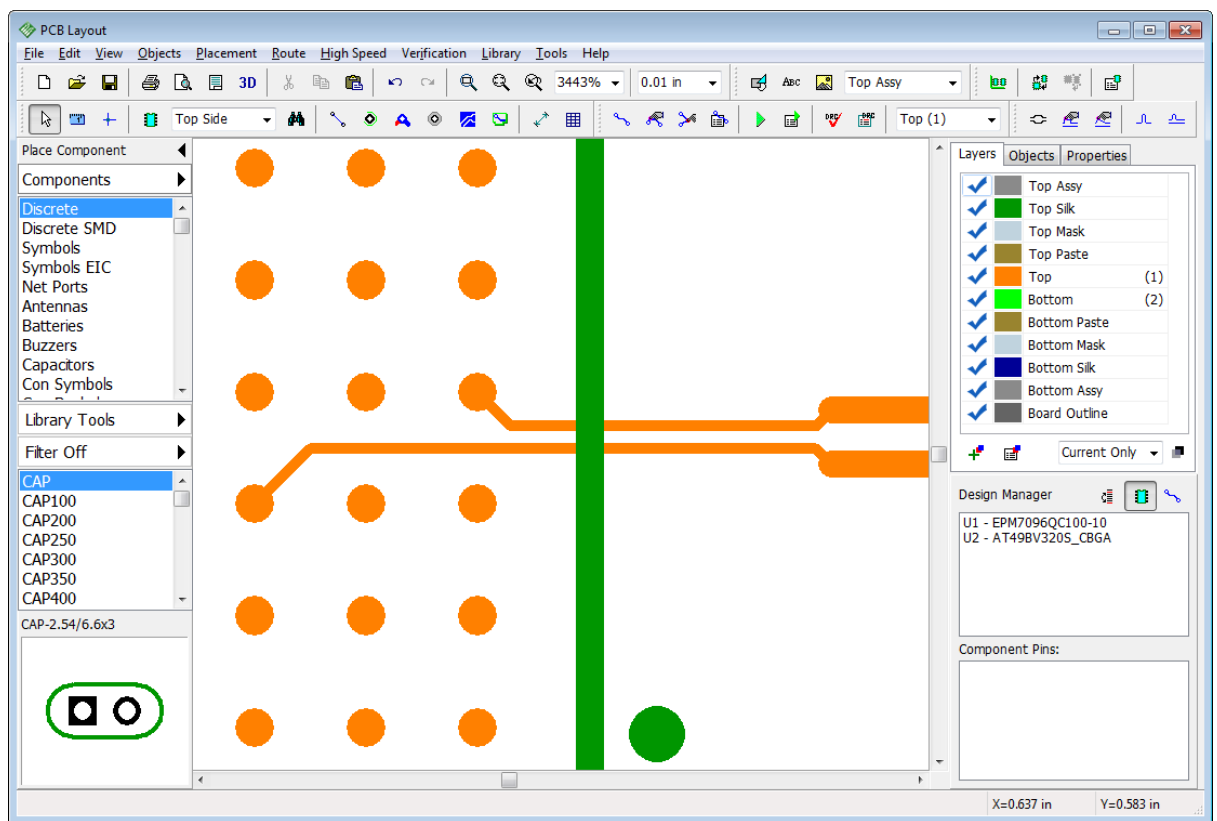 PCB Layout
File Edit View Objects Placement Route High Speed Verification Library Tools Help
3D 3443% 0.01 in ABC Top Assy
Top Side DRC DRC Top (1)
Place Component
Components
Discrete
Discrete SMD
Symbols
Symbols EIC
Net Ports
Antennas
Batteries
Buzzers
Capacitors
Con Symbols
Library Tools
Filter Off
CAP
CAP100
CAP200
CAP250
CAP300
CAP350
CAP400
CAP-2.54/6.6x3
Layers Objects Properties
Top Assy
Top Silk
Top Mask
Top Paste
Top (1)
Bottom (2)
Bottom Paste
Bottom Mask
Bottom Silk
Bottom Assy
Board Outline
Current Only
Design Manager
U1 - EPM7096QC100-10
U2 - AT49BV320S_CBGA
Component Pins:
X=0.637 in Y=0.583 in